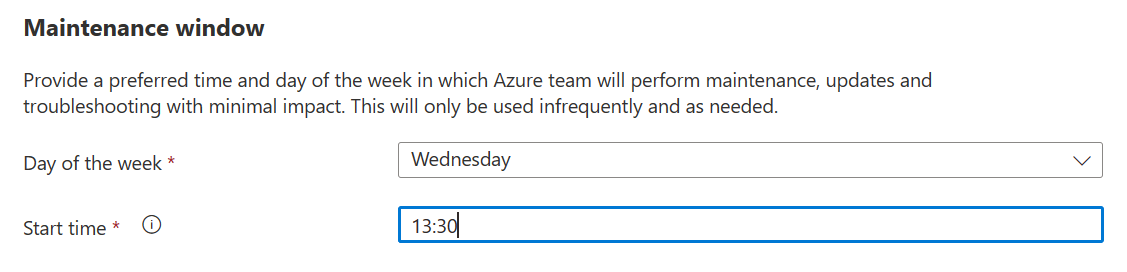 Maintenance window
Provide a preferred time and day of the week in which Azure team will perform maintenance, updates and
troubleshooting with minimal impact. This will only be used infrequently and as needed.
Day of the week *
Wednesday
Start time *
13:30